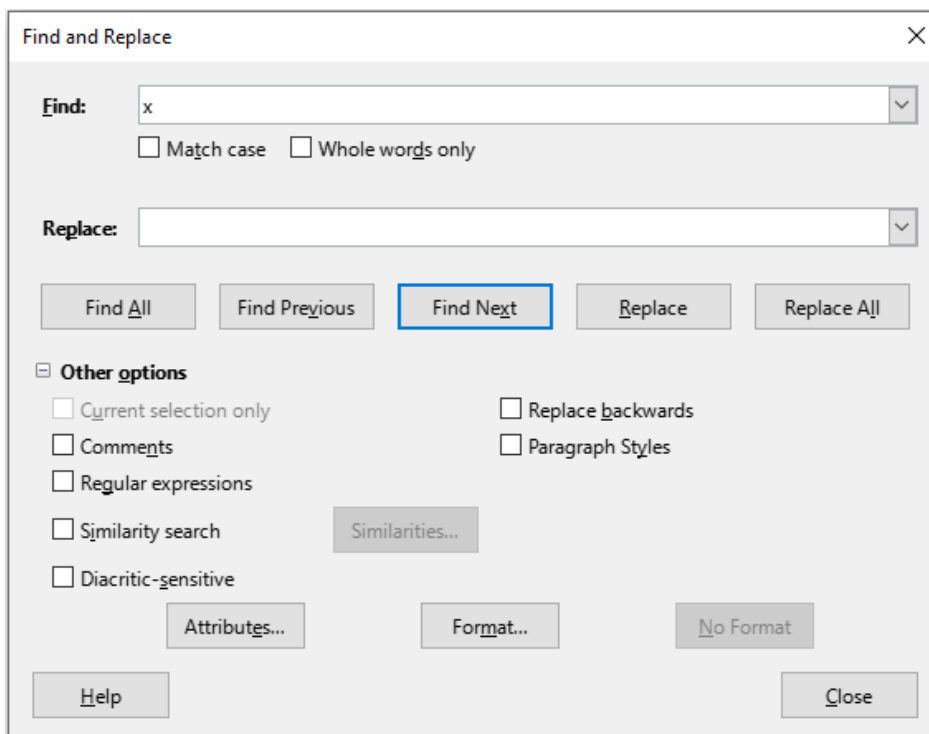 Find and Replace
Find: x
Match case Whole words only
Replace:
Find All Find Previous Find Next Replace Replace All
Other options
Current selection only Replace backwards
Comments Paragraph Styles
Regular expressions
Similarity search Similarities...
Diacritic-sensitive
Attributes... Format... No Format
Help Close